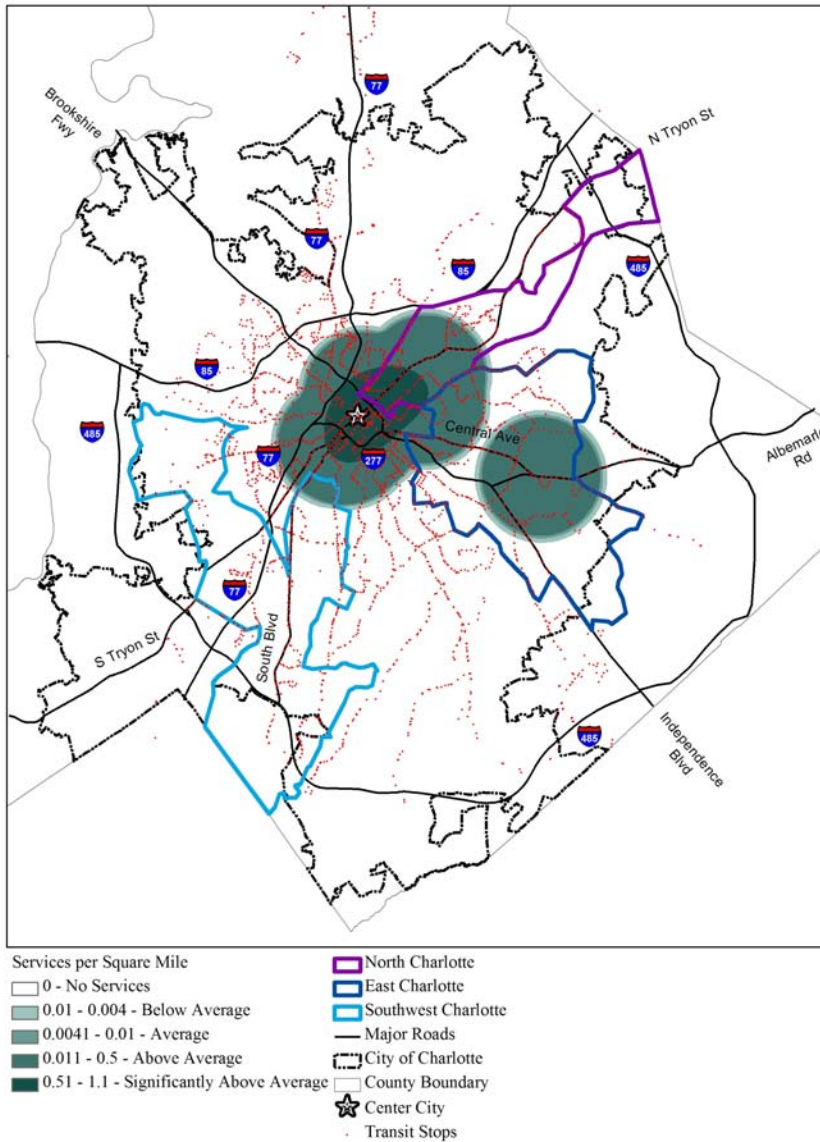 77
Brookshire
Fwy
N Tryon St
77
85
485
85
485
Central Ave
77
277
Albemarle
Rd
77
S Tryon St
South Blvd
Independence
Blvd
485
Services per Square Mile
0 - No Services
0.01 - 0.004 - Below Average
0.0041 - 0.01 - Average
0.011 - 0.5 - Above Average
0.51 - 1.1 - Significantly Above Average
North Charlotte
East Charlotte
Southwest Charlotte
Major Roads
City of Charlotte
County Boundary
Center City
Transit Stops